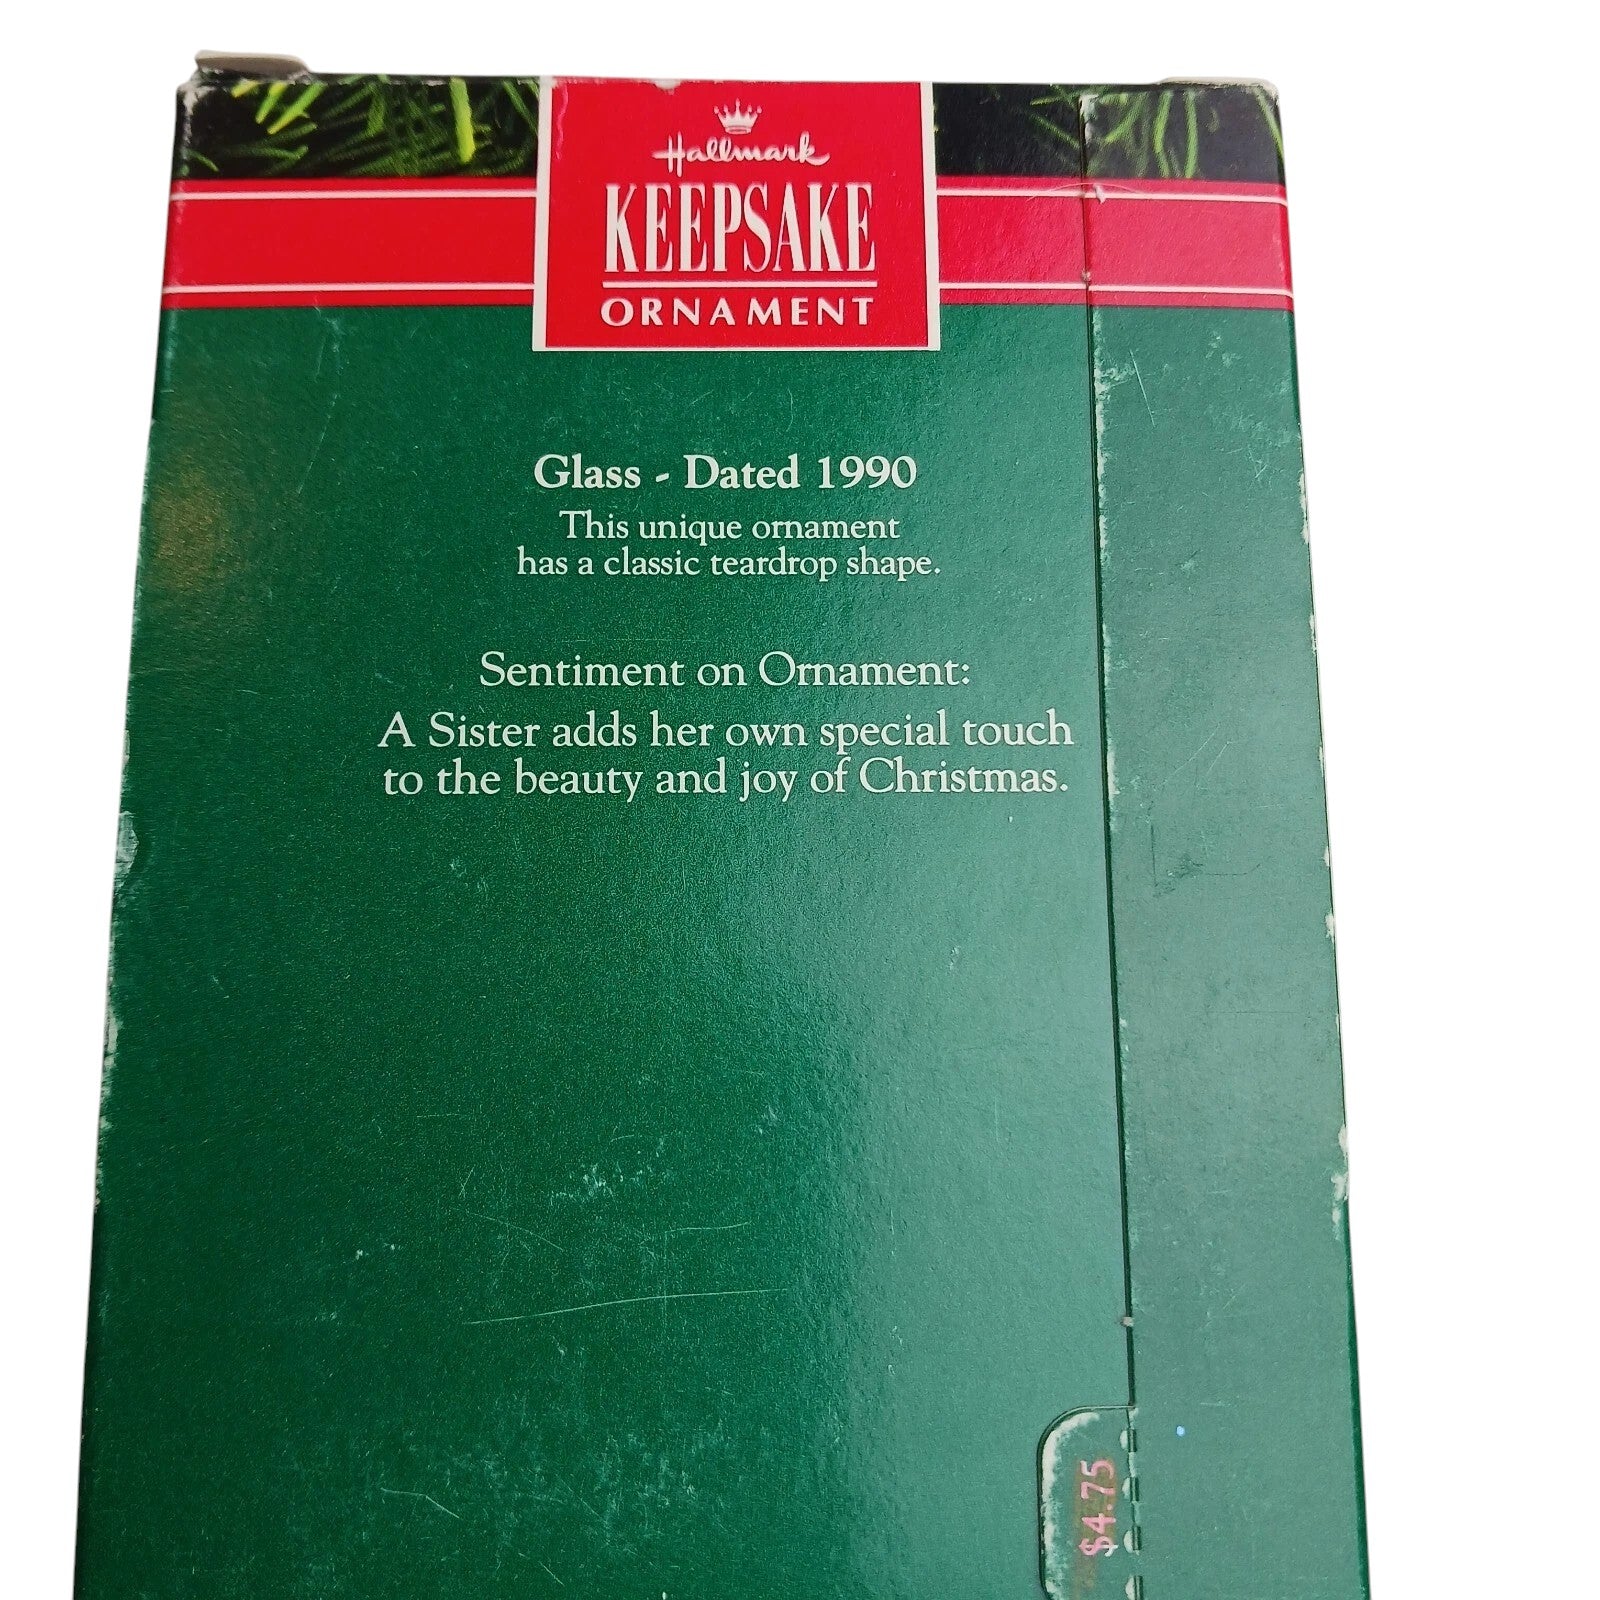 Hallmark
KEEPSAKE
ORNAMENT
Glass - Dated 1990
This unique ornament
has a classic teardrop shape.
Sentiment on Ornament:
A Sister adds her own special touch
to the beauty and joy of Christmas.
$4.75